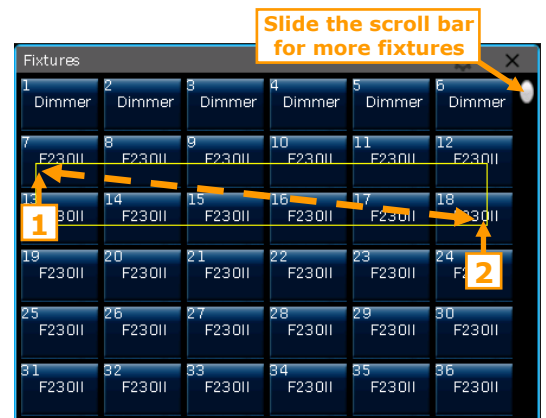 Slide the scroll bar
for more fixtures
Fixtures
1 2 3 4 5 6
Dimmer Dimmer Dimmer Dimmer Dimmer Dimmer
7 8 9 10 11 12
F230II F230II F230II F230II F230II F230II
13 14 15 16 17 18
F230II F230II F230II F230II
1
2
19 20 21 22 23 24
F230II F230II F230II F230II F230II
25 26 27 28 29 30
F230II F230II F230II F230II F230II F230II
31 32 33 34 35 36
F230II F230II F230II F230II F230II F230II